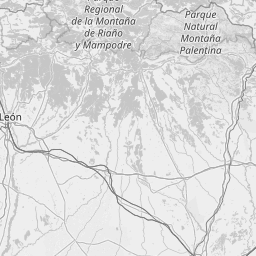 Regional
de la Montaña
de Riaño
y Mampodre
Parque
Natural
Montaña
Palentina
León